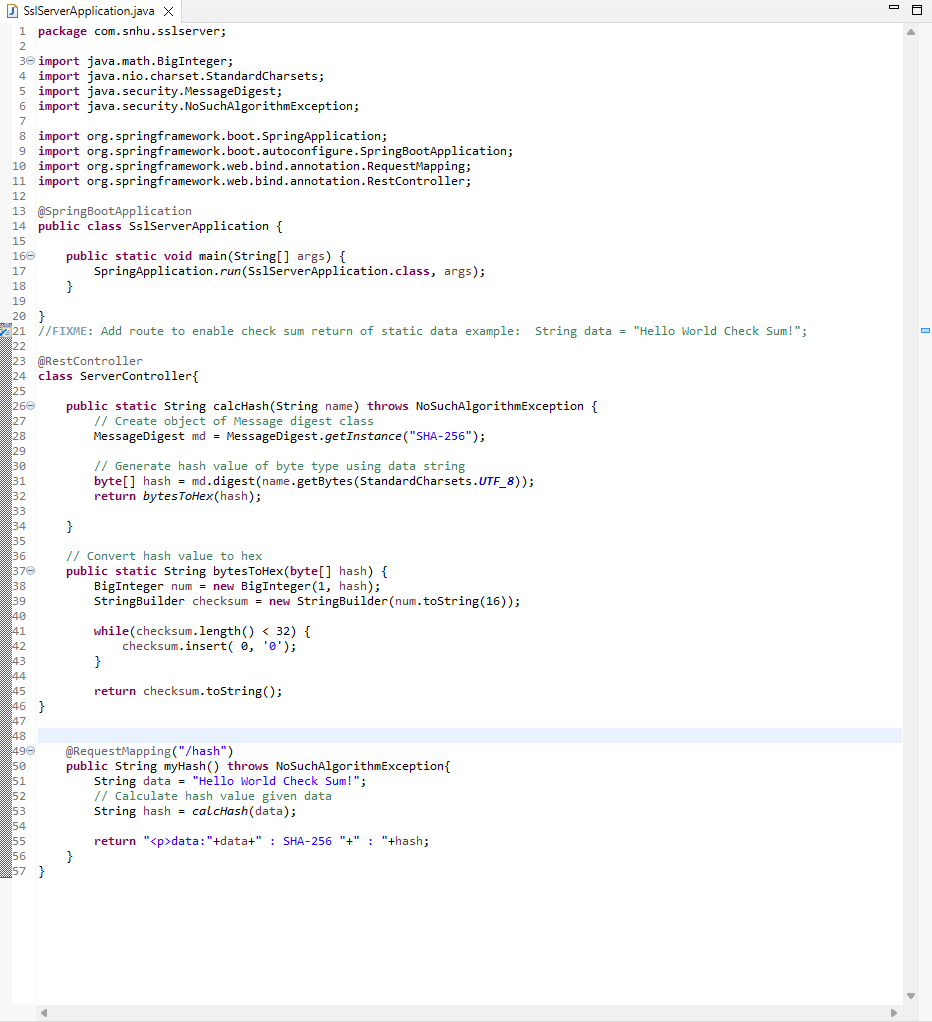 SslServerApplication.java
1 package com.snhu.sslserver;
2
3 import java.math.BigInteger;
4 import java.nio.charset.StandardCharsets;
5 import java.security.MessageDigest;
6 import java.security.NoSuchAlgorithmException;
7
8 import org.springframework.boot.SpringApplication;
9 import org.springframework.boot.autoconfigure.SpringBootApplication;
10 import org.springframework.web.bind.annotation.RequestMapping;
11 import org.springframework.web.bind.annotation.RestController;
12
13 @SpringBootApplication
14 public class SslServerApplication {
15
16     public static void main(String[] args) {
17         SpringApplication.run(SslServerApplication.class, args);
18     }
19
20 }
21 //FIXME: Add route to enable check sum return of static data example:  String data = "Hello World Check Sum!";
22
23 @RestController
24 class ServerController{
25
26     public static String calcHash(String name) throws NoSuchAlgorithmException {
27         // Create object of Message digest class
28         MessageDigest md = MessageDigest.getInstance("SHA-256");
29
30         // Generate hash value of byte type using data string
31         byte[] hash = md.digest(name.getBytes(StandardCharsets.UTF_8));
32         return bytesToHex(hash);
33
34     }
35
36     // Convert hash value to hex
37     public static String bytesToHex(byte[] hash) {
38         BigInteger num = new BigInteger(1, hash);
39         StringBuilder checksum = new StringBuilder(num.toString(16));
40
41         while(checksum.length() < 32) {
42             checksum.insert( 0, '0');
43         }
44
45         return checksum.toString();
46 }
47
48
49     @RequestMapping("/hash")
50     public String myHash() throws NoSuchAlgorithmException{
51         String data = "Hello World Check Sum!";
52         // Calculate hash value given data
53         String hash = calcHash(data);
54
55         return "<p>data:"+data+" : SHA-256 "+" : "+hash;
56     }
57 }